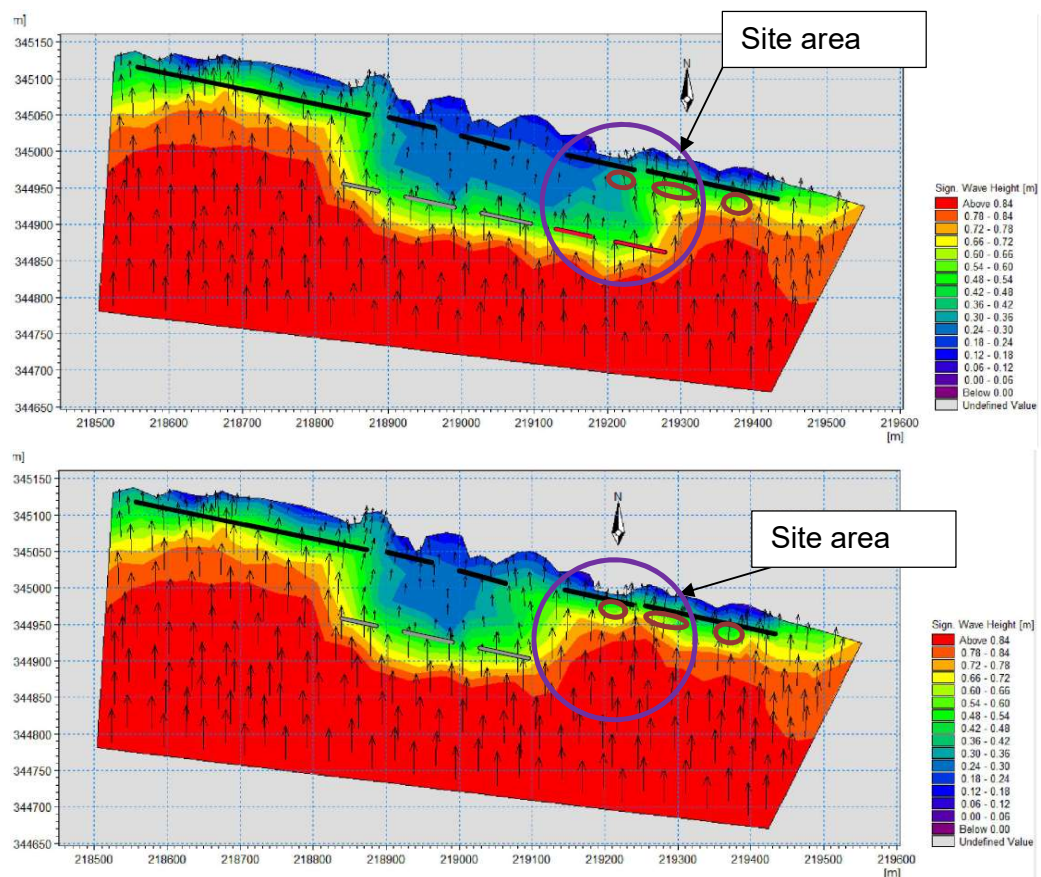 m]
Site area
N
345150
345100
345050
345000
344950
344900
344850
344800
344750
344700
344650
218500 218600 218700 218800 218900 219000 219100 219200 219300 219400 219500 219600
[m]
Sign. Wave Height [m]
Above 0.84
0.78 - 0.84
0.72 - 0.78
0.66 - 0.72
0.60 - 0.66
0.54 - 0.60
0.48 - 0.54
0.42 - 0.48
0.36 - 0.42
0.30 - 0.36
0.24 - 0.30
0.18 - 0.24
0.12 - 0.18
0.06 - 0.12
0.00 - 0.06
Below 0.00
Undefined Value
m]
Site area
N
345150
345100
345050
345000
344950
344900
344850
344800
344750
344700
344650
218500 218600 218700 218800 218900 219000 219100 219200 219300 219400 219500 219600
[m]
Sign. Wave Height [m]
Above 0.84
0.78 - 0.84
0.72 - 0.78
0.66 - 0.72
0.60 - 0.66
0.54 - 0.60
0.48 - 0.54
0.42 - 0.48
0.36 - 0.42
0.30 - 0.36
0.24 - 0.30
0.18 - 0.24
0.12 - 0.18
0.06 - 0.12
0.00 - 0.06
Below 0.00
Undefined Value